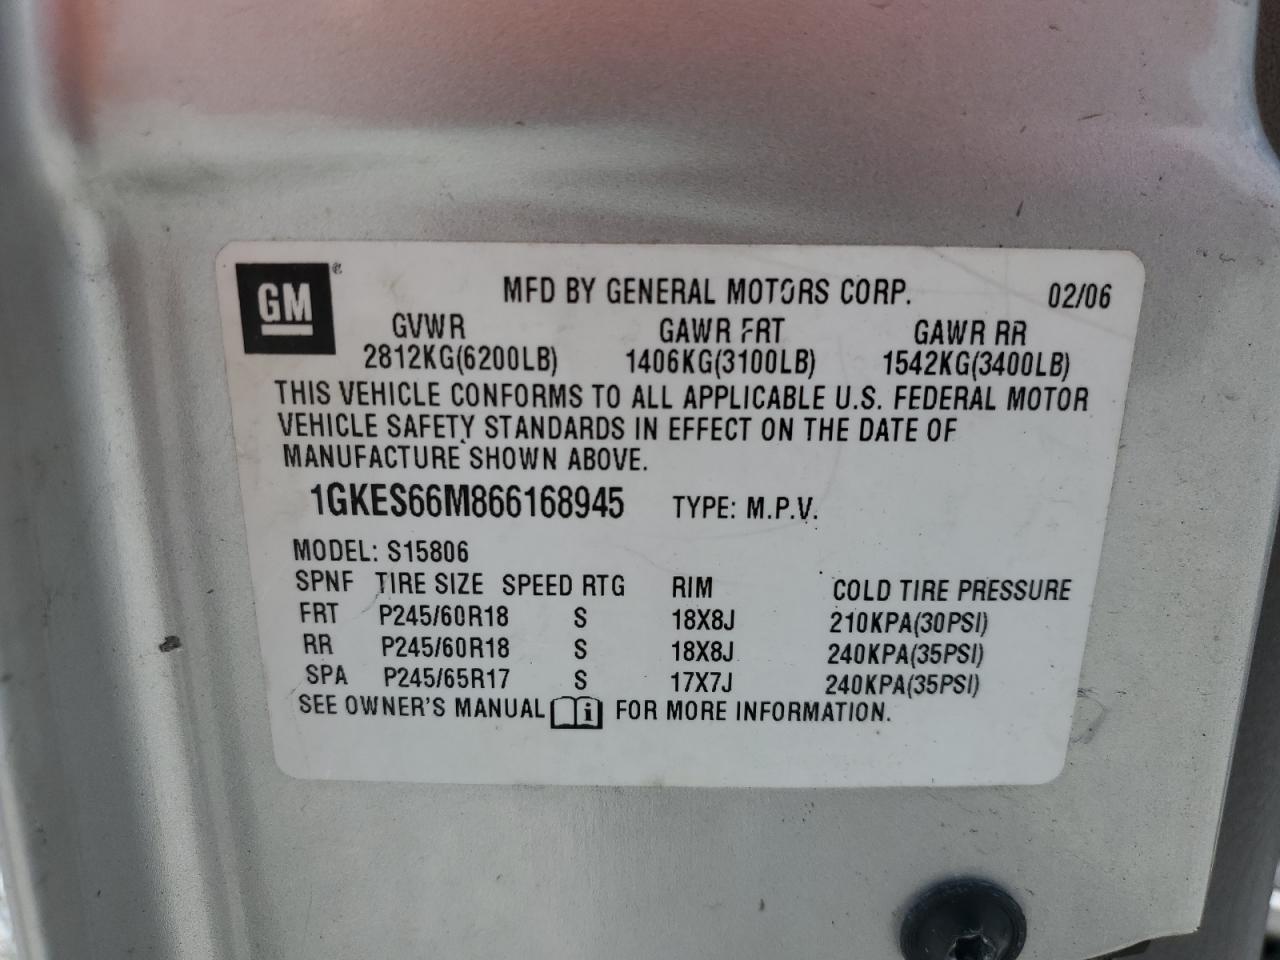 GM®
MFD BY GENERAL MOTORS CORP. 02/06
GVWR GAWR FRT GAWR RR
2812KG(6200LB) 1406KG(3100LB) 1542KG(3400LB)
THIS VEHICLE CONFORMS TO ALL APPLICABLE U.S. FEDERAL MOTOR
VEHICLE SAFETY STANDARDS IN EFFECT ON THE DATE OF
MANUFACTURE SHOWN ABOVE.
1GKES66M866168945 TYPE: M.P.V.
MODEL: S15806
SPNF TIRE SIZE SPEED RTG RIM COLD TIRE PRESSURE
FRT P245/60R18 S 18X8J 210KPA(30PSI)
RR P245/60R18 S 18X8J 240KPA(35PSI)
SPA P245/65R17 S 17X7J 240KPA(35PSI)
SEE OWNER'S MANUAL i FOR MORE INFORMATION.